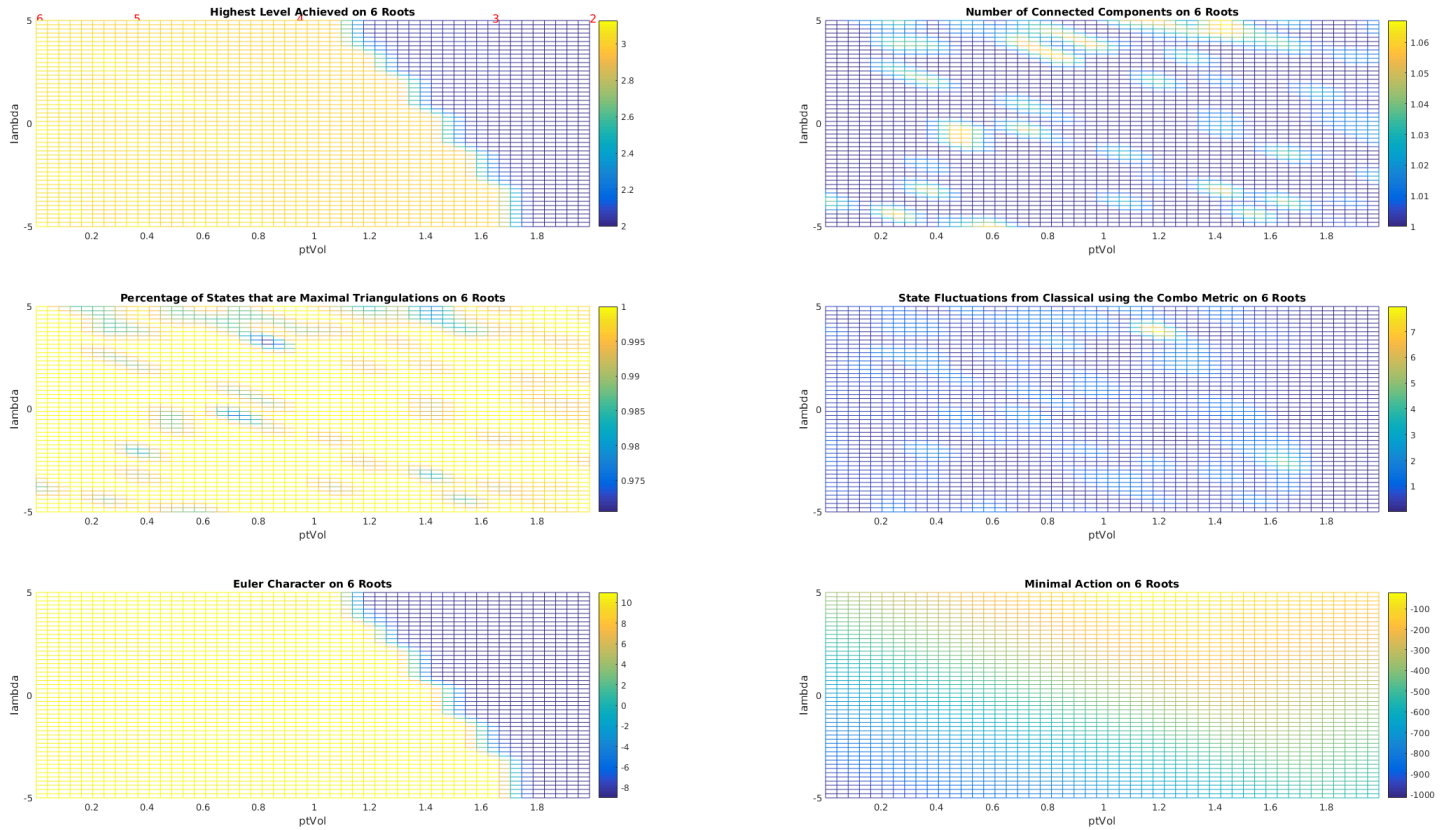 Highest Level Achieved on 6 Roots
6 5 4 3 2
5
0
-5
lambda
0.2 0.4 0.6 0.8 1 1.2 1.4 1.6 1.8
ptVol
3
2.8
2.6
2.4
2.2
2
Number of Connected Components on 6 Roots
5
0
-5
lambda
0.2 0.4 0.6 0.8 1 1.2 1.4 1.6 1.8
ptVol
1.06
1.05
1.04
1.03
1.02
1.01
1
Percentage of States that are Maximal Triangulations on 6 Roots
5
0
-5
lambda
0.2 0.4 0.6 0.8 1 1.2 1.4 1.6 1.8
ptVol
1
0.995
0.99
0.985
0.98
0.975
State Fluctuations from Classical using the Combo Metric on 6 Roots
5
0
-5
lambda
0.2 0.4 0.6 0.8 1 1.2 1.4 1.6 1.8
ptVol
7
6
5
4
3
2
1
Euler Character on 6 Roots
5
0
-5
lambda
0.2 0.4 0.6 0.8 1 1.2 1.4 1.6 1.8
ptVol
10
8
6
4
2
0
-2
-4
-6
-8
Minimal Action on 6 Roots
5
0
-5
lambda
0.2 0.4 0.6 0.8 1 1.2 1.4 1.6 1.8
ptVol
-100
-200
-300
-400
-500
-600
-700
-800
-900
-1000